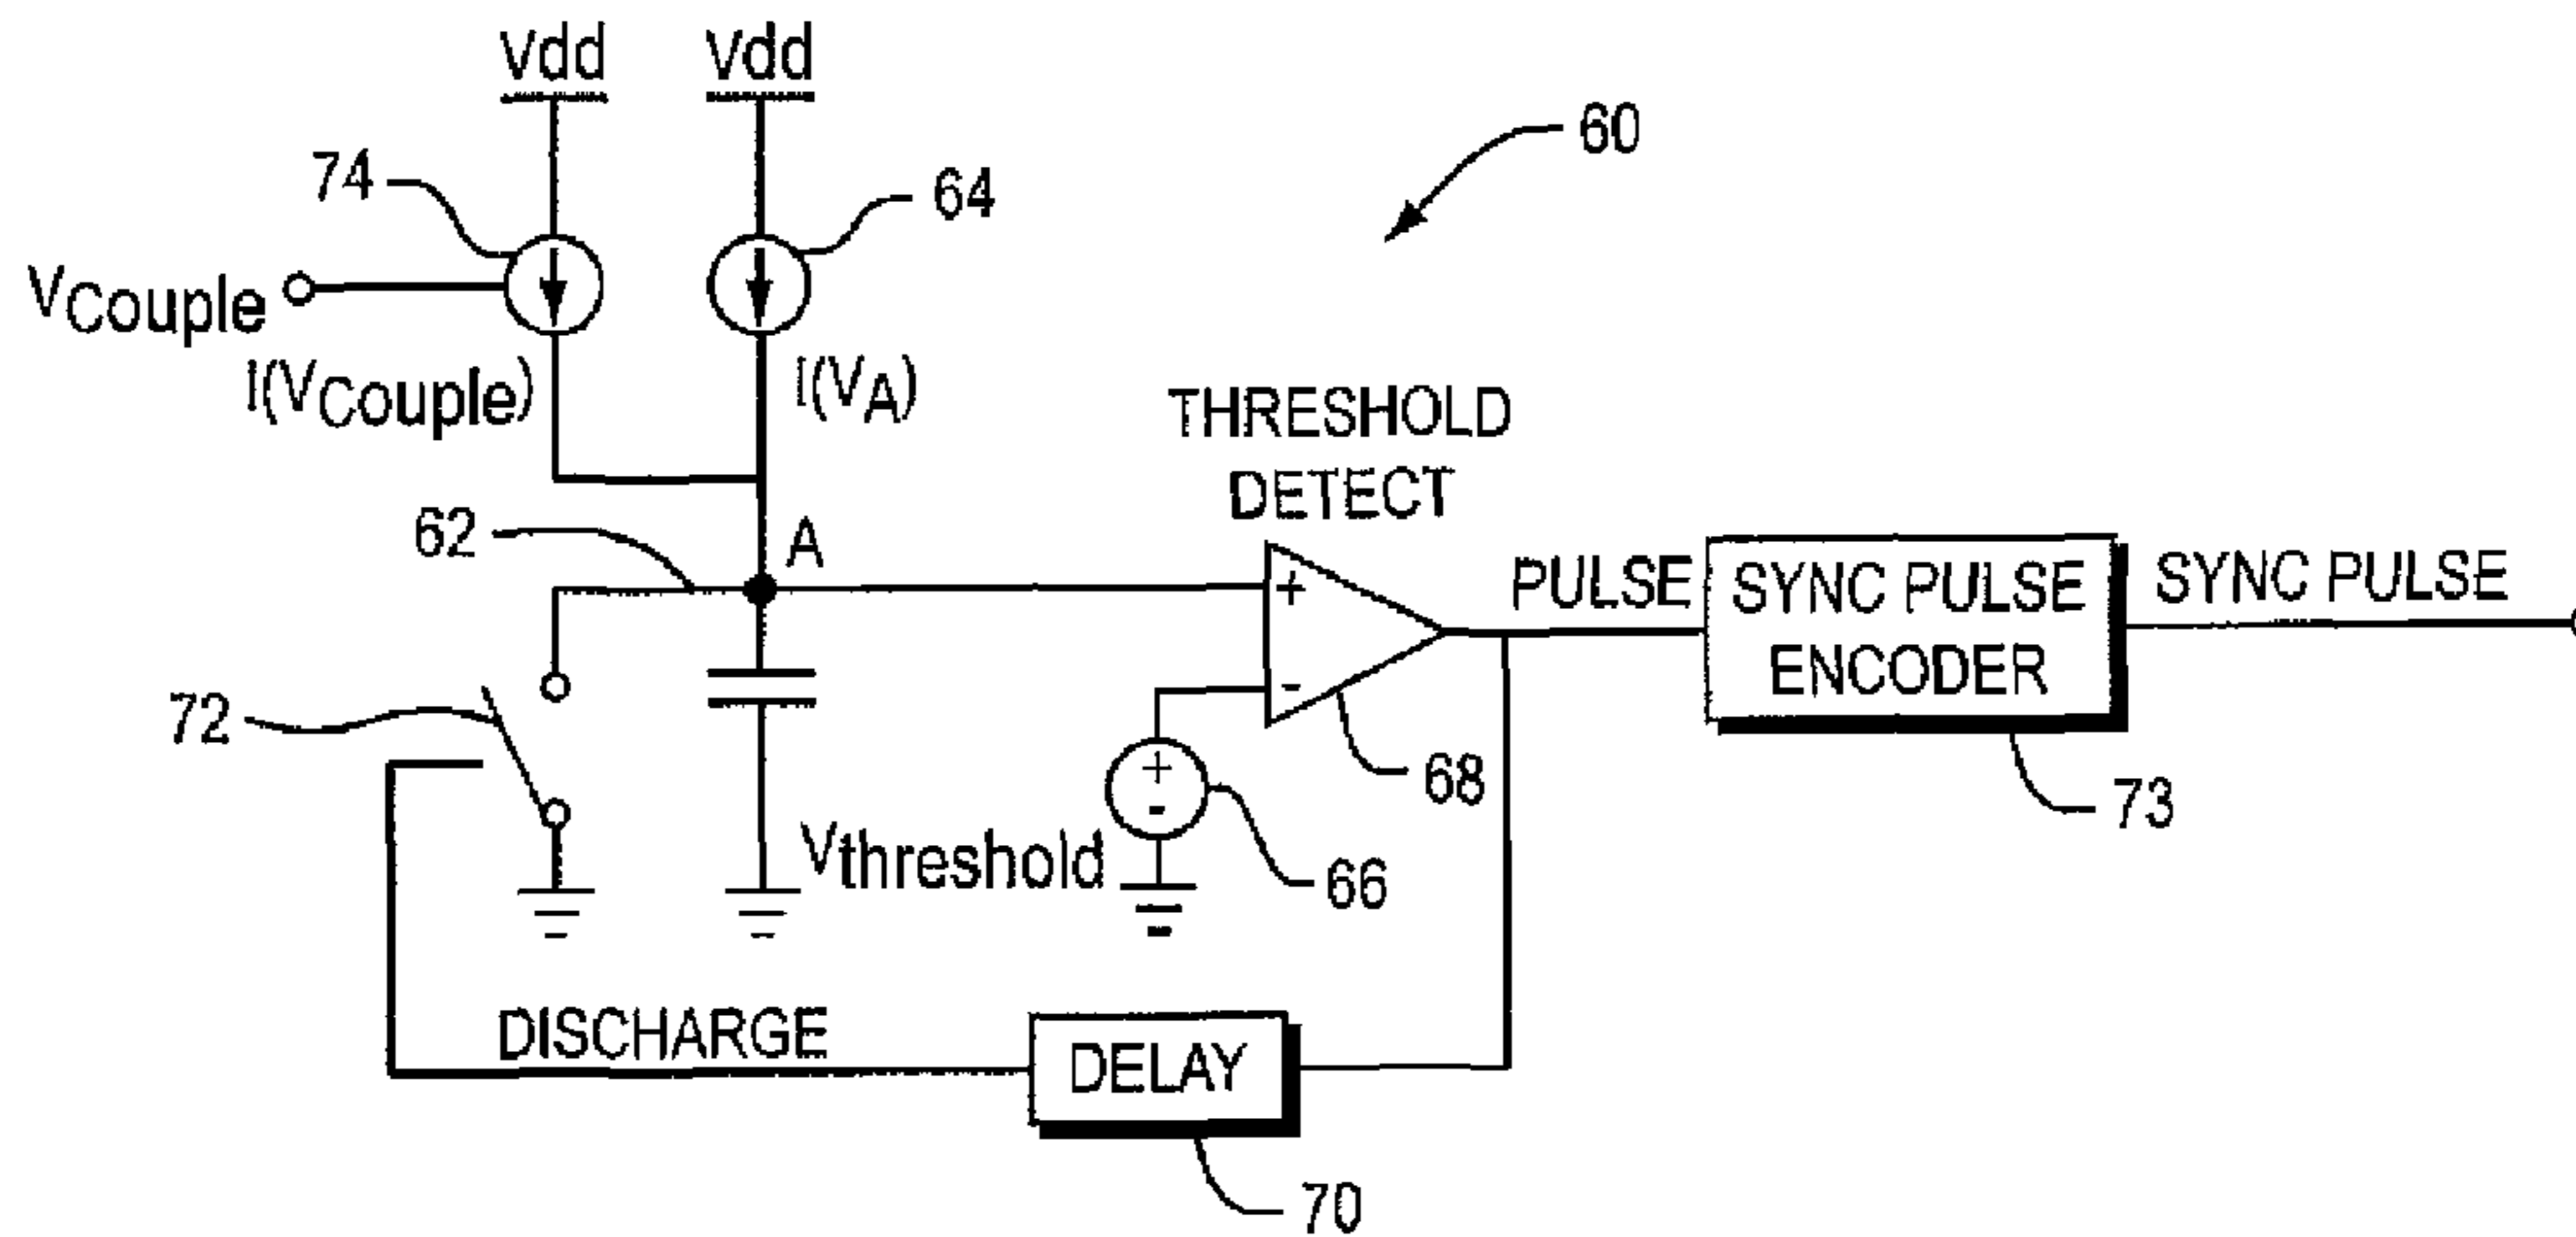 Vdd Vdd
60
74
64
VCouple
I(VCouple)
I(VA)
THRESHOLD
DETECT
62
A
+
-
PULSE
SYNC PULSE
ENCODER
SYNC PULSE
72
68
73
+
-
Vthreshold
66
DISCHARGE
DELAY
70